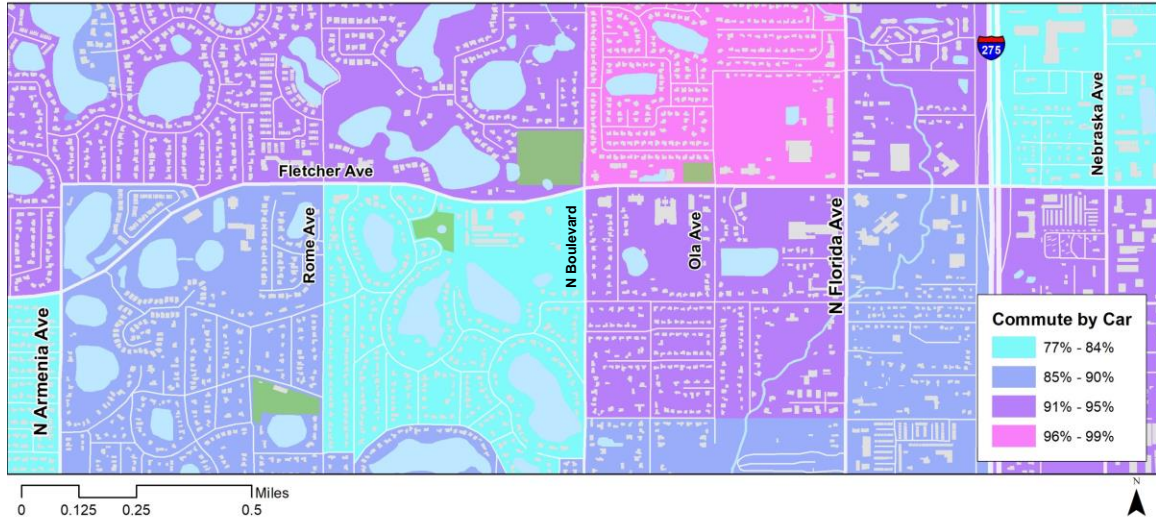 275
Nebraska Ave
Fletcher Ave
Rome Ave
N Boulevard
Ola Ave
N Florida Ave
N Armenia Ave
Commute by Car
77% - 84%
85% - 90%
91% - 95%
96% - 99%
Miles
0 0.125 0.25 0.5
N